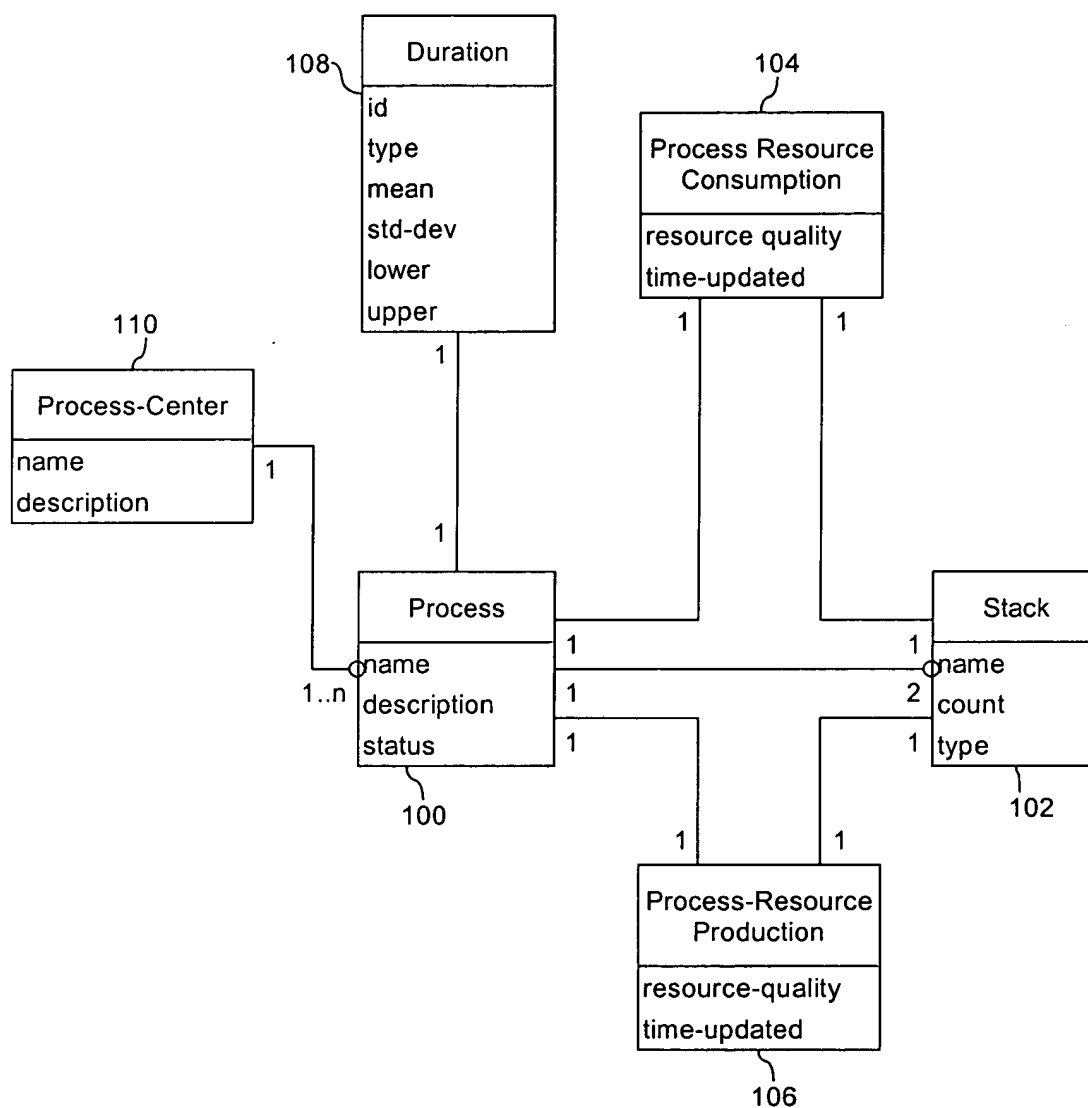 Duration
108
id
type
mean
std-dev
lower
upper
1
104
Process Resource
Consumption
resource quality
time-updated
1
1
110
Process-Center
name
description
1
1
Process
name
description
status
1..n
1
1
1
100
Stack
name
count
type
1
2
1
102
1
1
Process-Resource
Production
resource-quality
time-updated
106